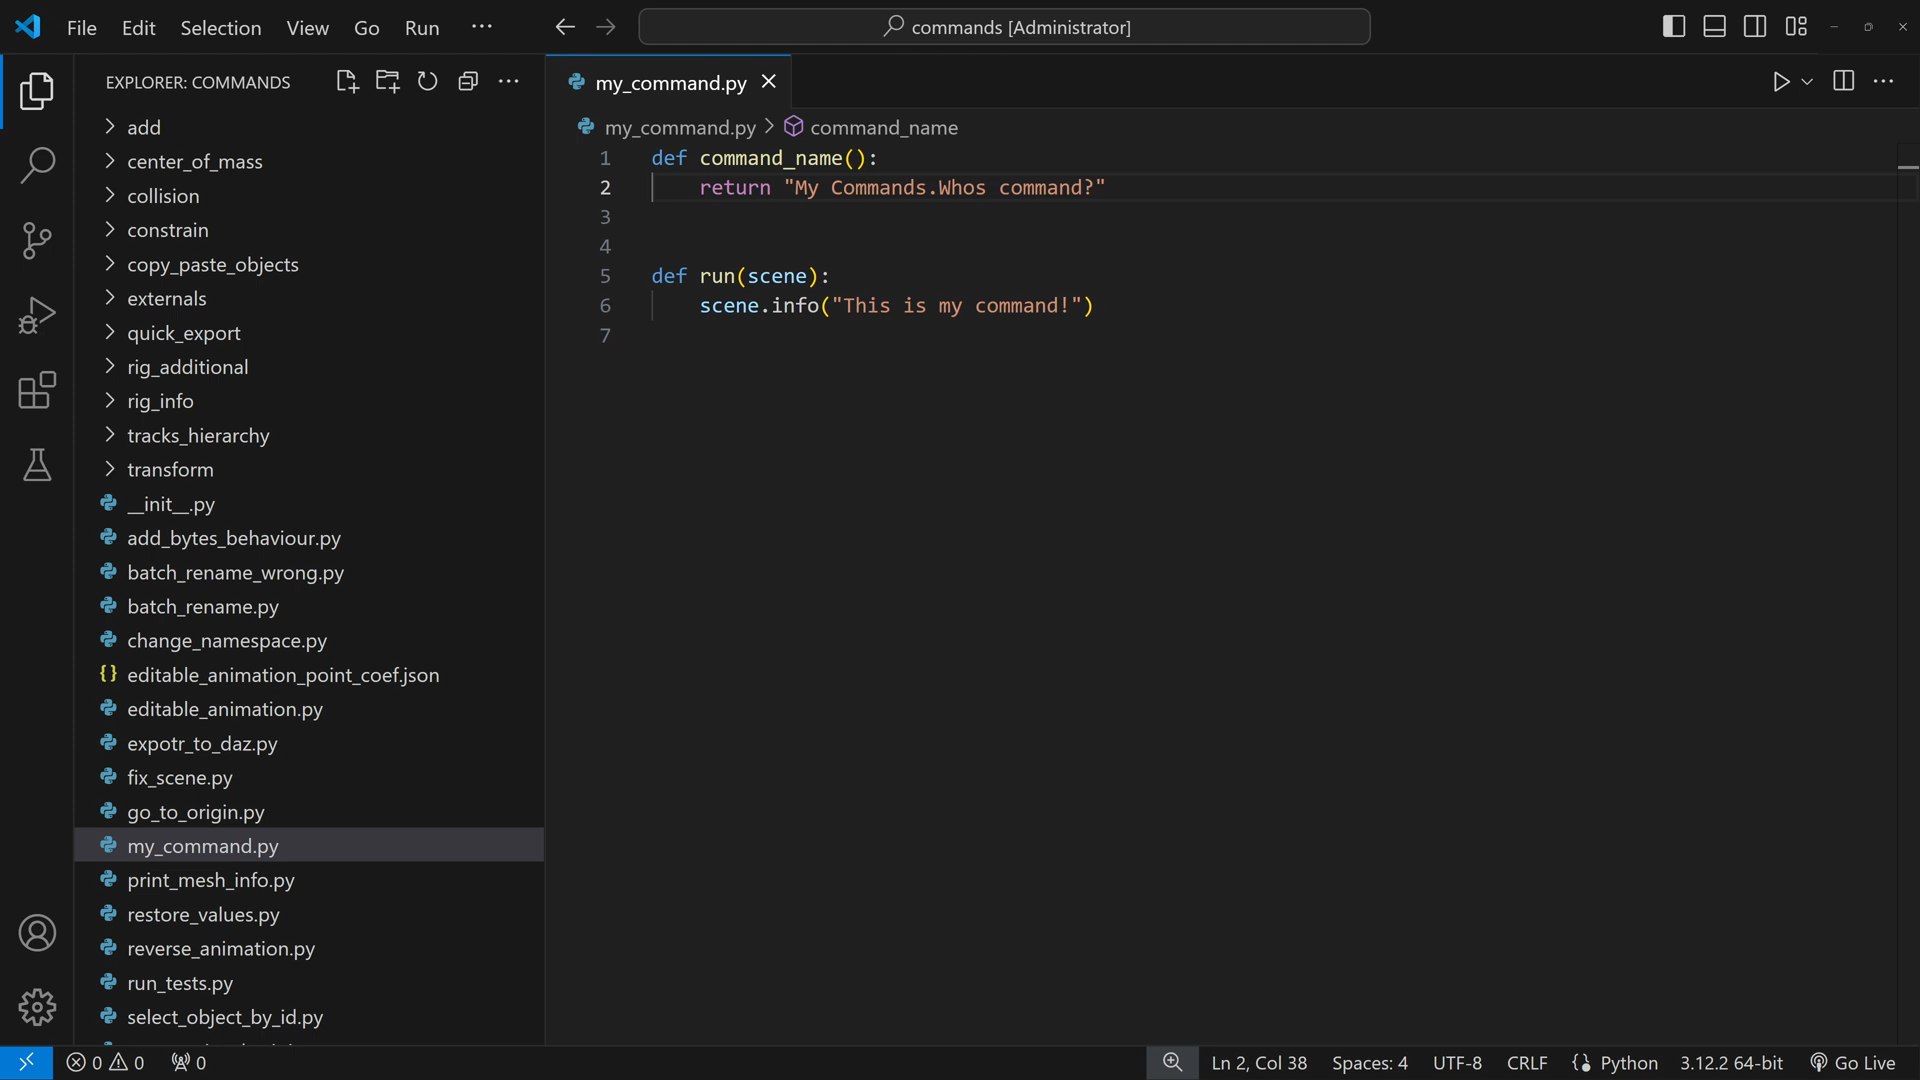 File Edit Selection View Go Run ···
commands [Administrator]
EXPLORER: COMMANDS
add
center_of_mass
collision
constrain
copy_paste_objects
externals
quick_export
rig_additional
rig_info
tracks_hierarchy
transform
__init__.py
add_bytes_behaviour.py
batch_rename_wrong.py
batch_rename.py
change_namespace.py
{} editable_animation_point_coef.json
editable_animation.py
expotr_to_daz.py
fix_scene.py
go_to_origin.py
my_command.py
print_mesh_info.py
restore_values.py
reverse_animation.py
run_tests.py
select_object_by_id.py
my_command.py
my_command.py > command_name
1 def command_name():
2 return "My Commands.Whos command?"
3
4
5 def run(scene):
6 scene.info("This is my command!")
7
0 0 0 Ln 2, Col 38 Spaces: 4 UTF-8 CRLF Python 3.12.2 64-bit Go Live